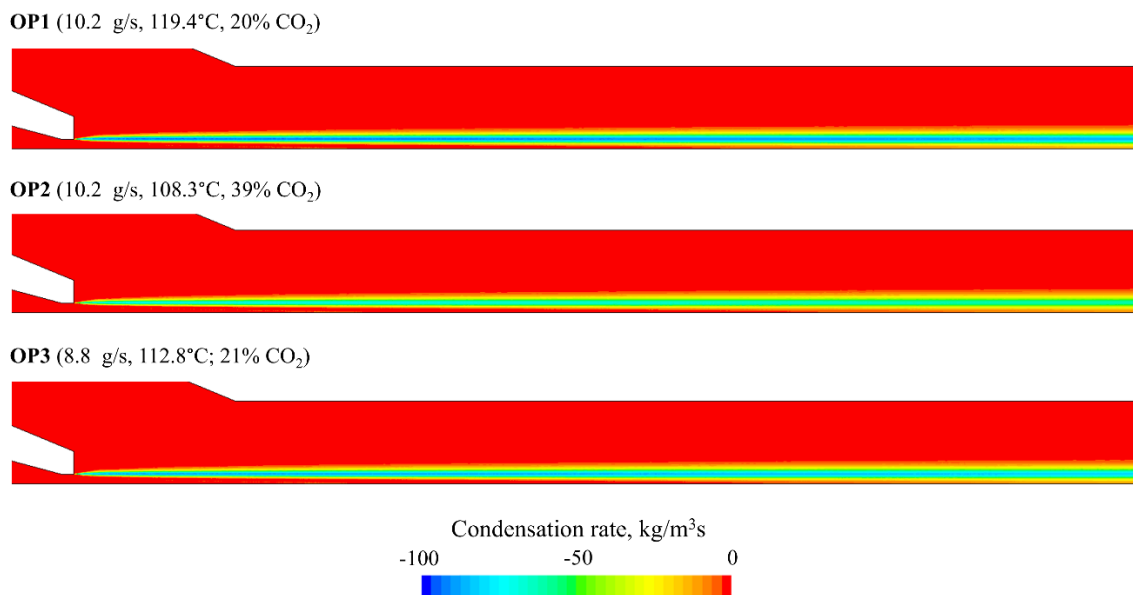 OP1 (10.2 g/s, 119.4°C, 20% CO₂)
OP2 (10.2 g/s, 108.3°C, 39% CO₂)
OP3 (8.8 g/s, 112.8°C; 21% CO₂)
Condensation rate, kg/m³s
-100 -50 0